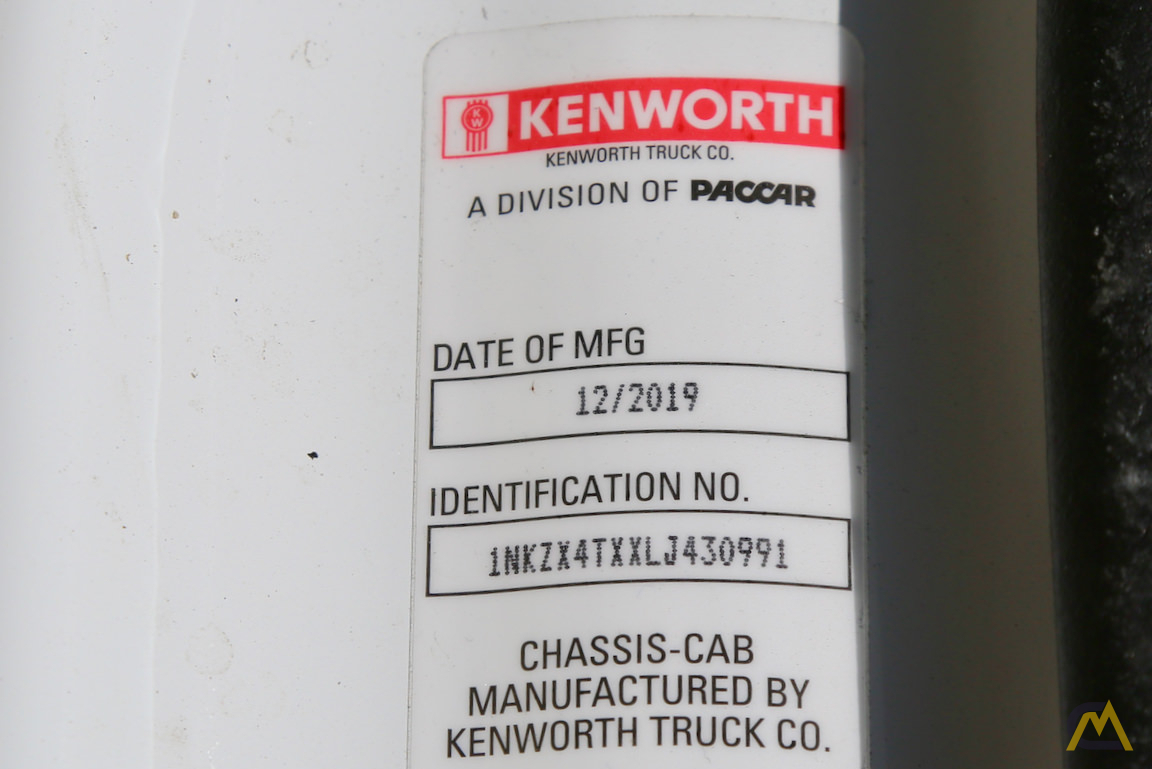 KW KENWORTH
KENWORTH TRUCK CO.
A DIVISION OF PACCAR
DATE OF MFG
12/2019
IDENTIFICATION NO.
1NKZX4TXXLJ430991
CHASSIS-CAB
MANUFACTURED BY
KENWORTH TRUCK CO.